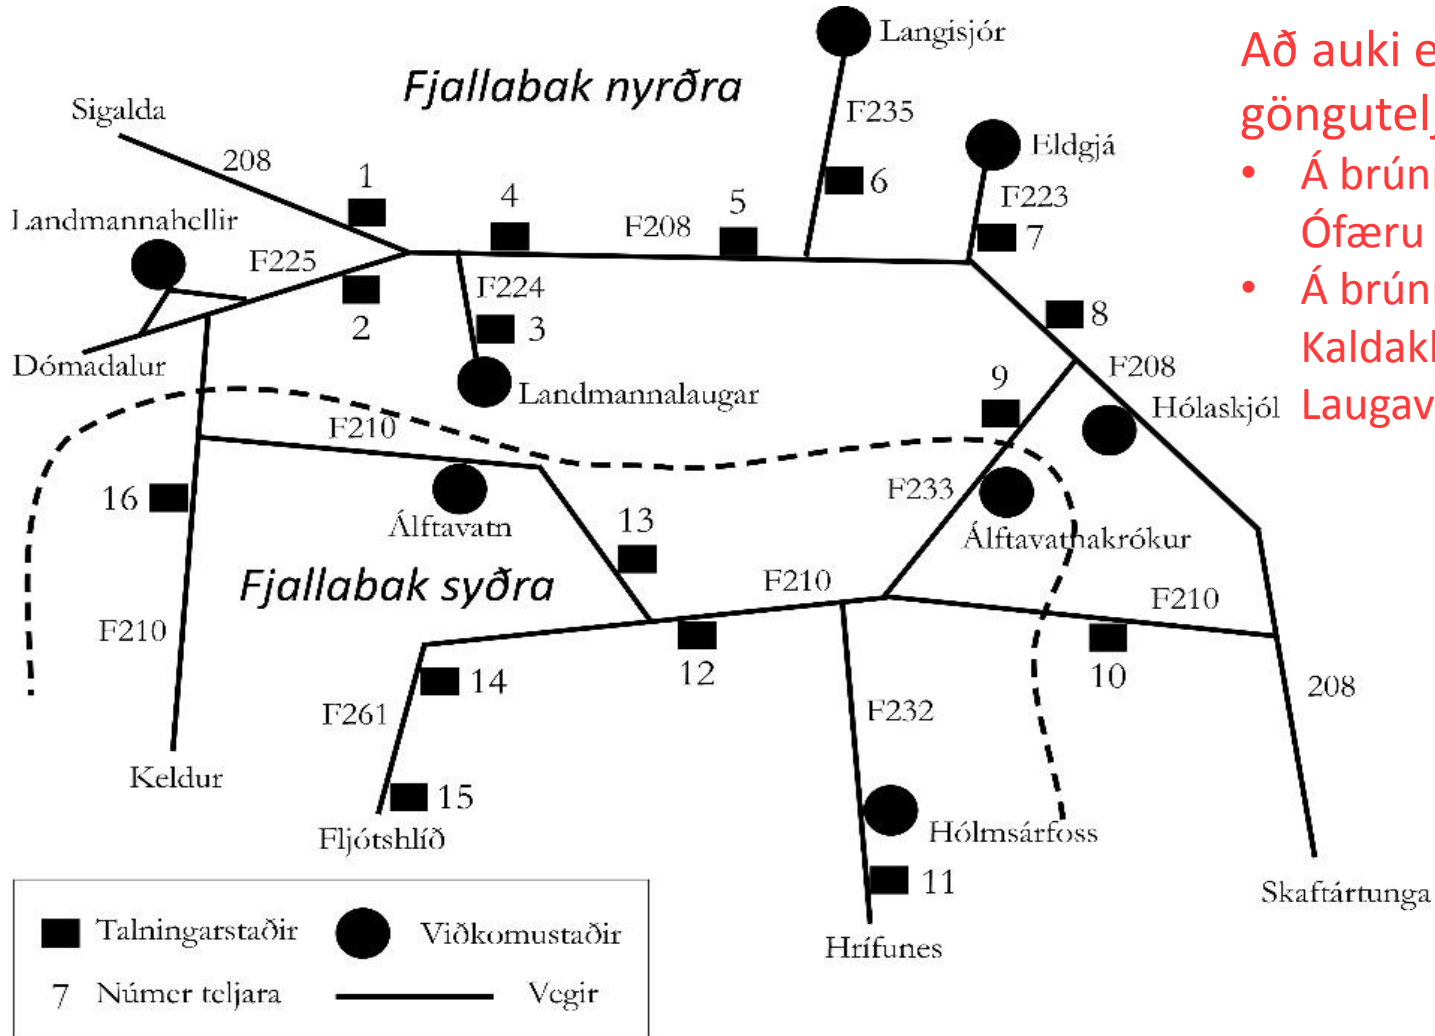 Langisjór
Að auki e
Fjallabak nyrðra
Sigalda
F235
göngutelj
208
1
4
5
6
Eldgjá
• Á brúnn
F223
Landmannahellir
F208
7
Ófæru
F225
F224
• Á brúnn
2
3
8
Kaldakl
Dómadalur
Landmannalaugar
9
F208
Hólaskjól
Laugav
F210
16
F233
Álftavatn
13
Álftavatnakrókur
Fjallabak syðra
F210
F210
F210
12
10
14
208
F261
F232
Keldur
15
Fljótshlíð
Hólmsárfoss
11
Skaftártunga
Hrífunes
Talningarstaðir
Viðkomustaðir
7 Númer teljara
Vegir